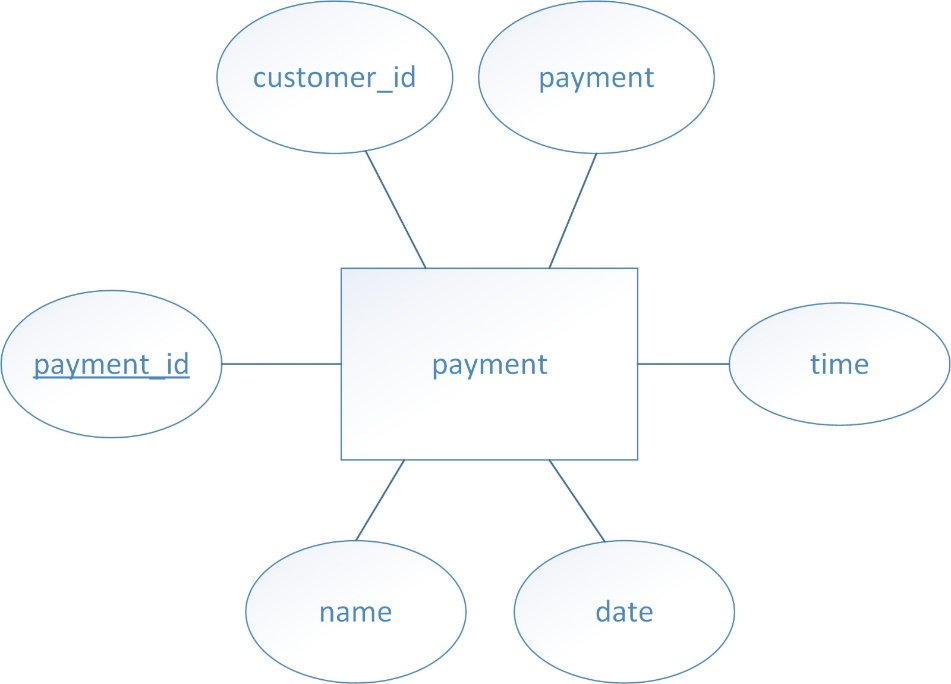 customer_id
payment
payment_id
payment
time
name
date